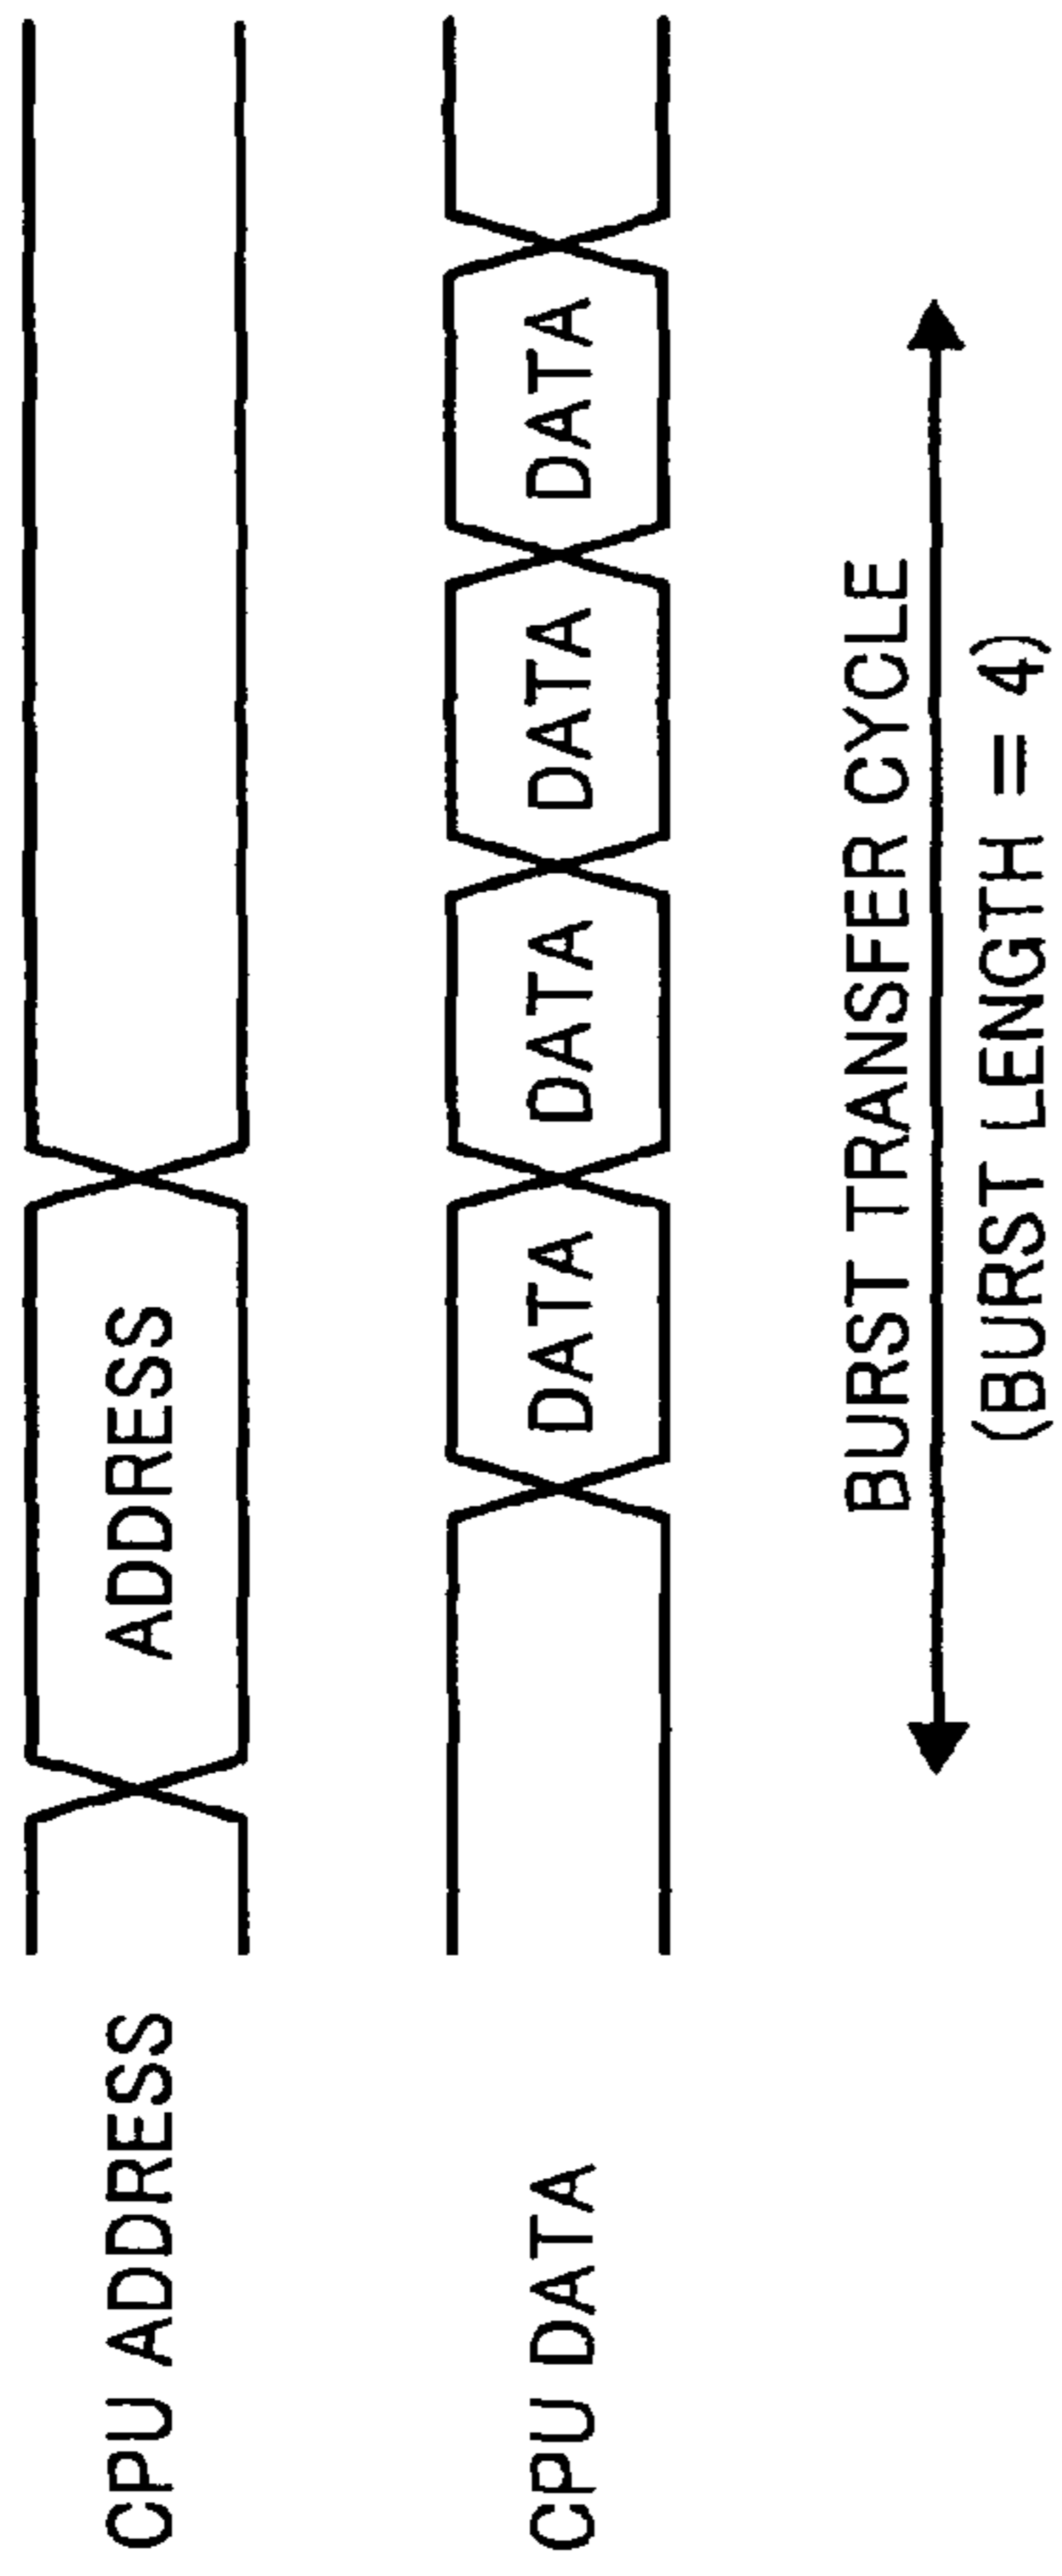 CPU ADDRESS
ADDRESS
CPU DATA
DATA DATA DATA DATA
BURST TRANSFER CYCLE
(BURST LENGTH = 4)